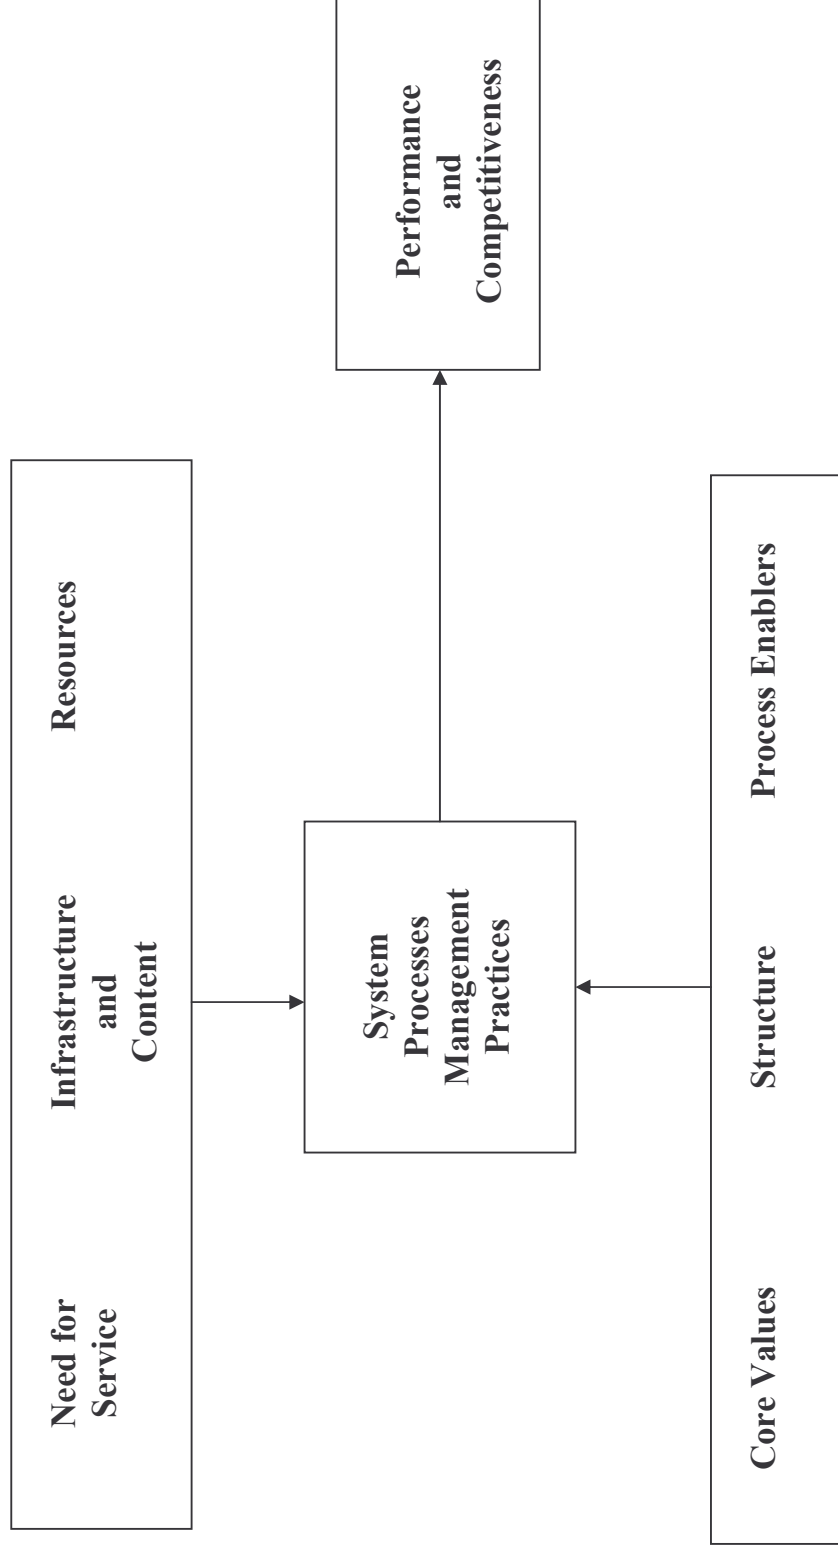 Need for
Service
Infrastructure
and
Content
Resources
System
Processes
Management
Practices
Performance
and
Competitiveness
Core Values
Structure
Process Enablers